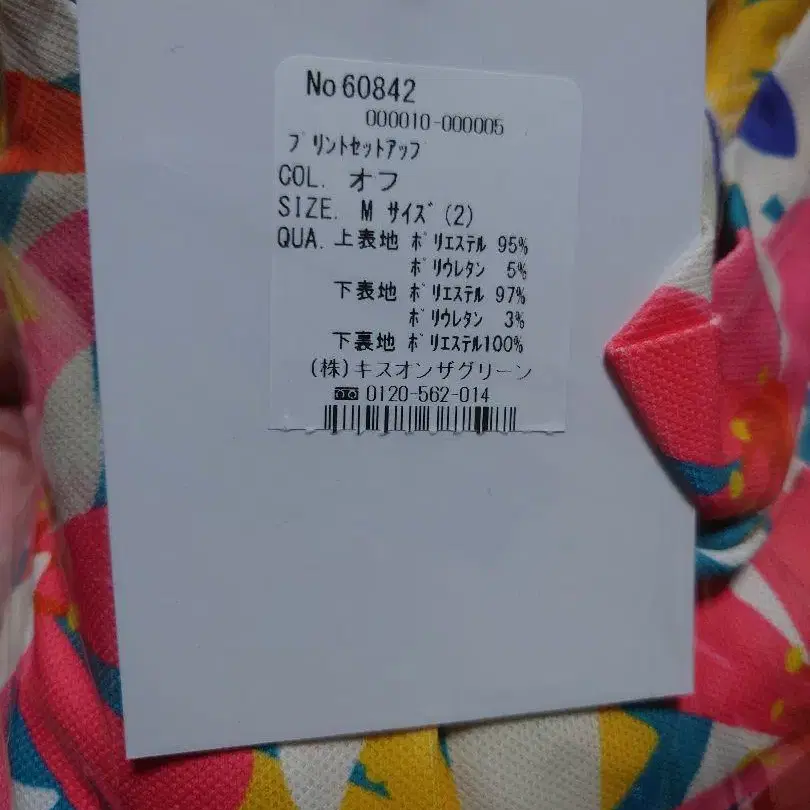 No 60842
000010-000005
プリントセットアップ
COL. オフ
SIZE. M サイズ (2)
QUA. 上表地 ポリエステル 95%
ポリウレタン 5%
下表地 ポリエステル 97%
ポリウレタン 3%
下裏地 ポリエステル100%
(株)キスオンザグリーン
0120-562-014